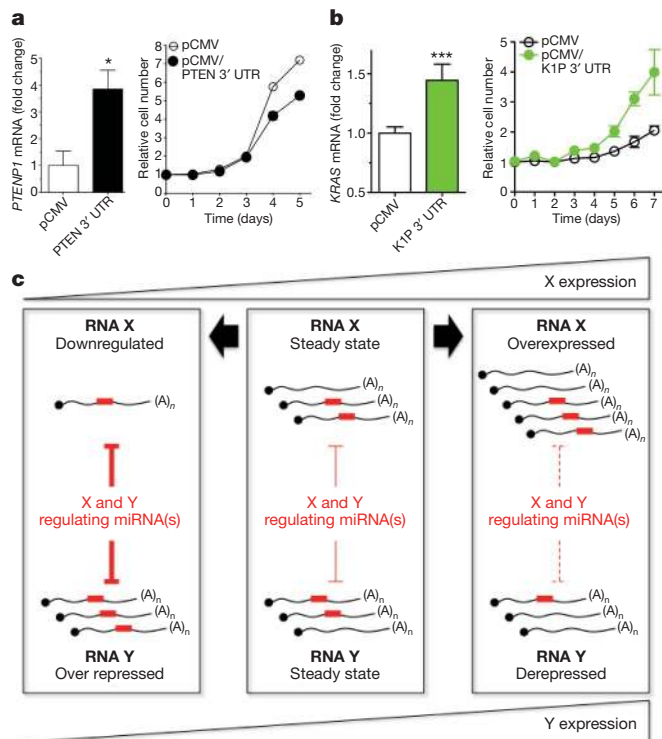 a
PTENP1 mRNA (fold change)
5
4
3
2
1
0
*
pCMV
PTEN 3′ UTR
Relative cell number
8
7
6
5
4
3
2
1
0
pCMV
pCMV/
PTEN 3′ UTR
0 1 2 3 4 5
Time (days)
b
KRAS mRNA (fold change)
1.5
1.0
0.5
0
***
pCMV
K1P 3′ UTR
Relative cell number
5
4
3
2
1
0
pCMV
pCMV/
K1P 3′ UTR
0 1 2 3 4 5 6 7
Time (days)
c
X expression
RNA X
Downregulated
(A)n
X and Y
regulating miRNA(s)
(A)n
(A)n
(A)n
RNA Y
Over repressed
RNA X
Steady state
(A)n
(A)n
(A)n
X and Y
regulating miRNA(s)
(A)n
(A)n
(A)n
RNA Y
Steady state
RNA X
Overexpressed
(A)n
(A)n
(A)n
(A)n
(A)n
X and Y
regulating miRNA(s)
(A)n
(A)n
(A)n
RNA Y
Derepressed
Y expression